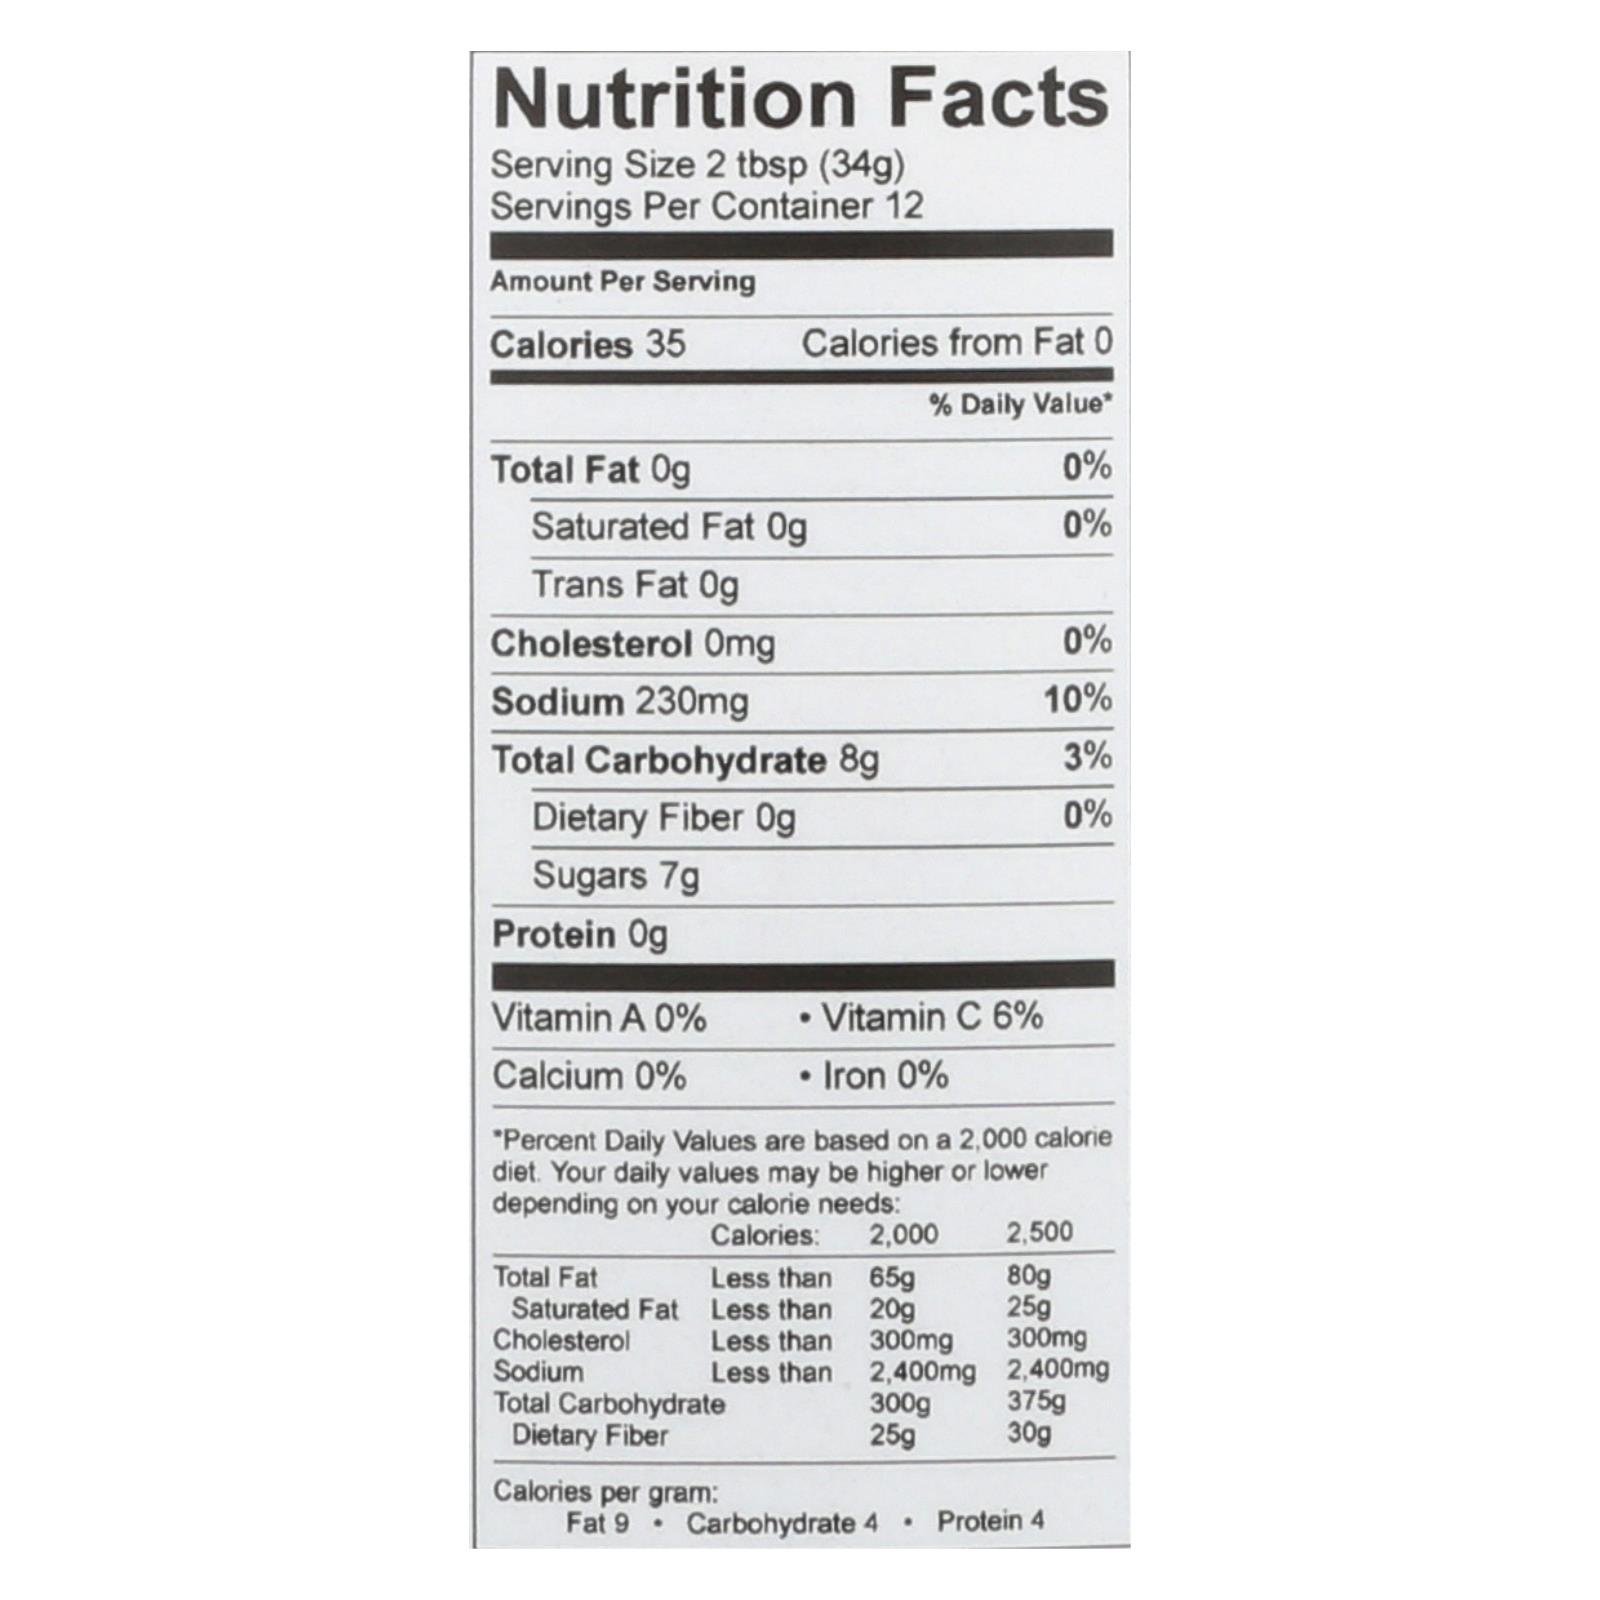 Nutrition Facts
Serving Size 2 tbsp (34g)
Servings Per Container 12
Amount Per Serving
Calories 35 Calories from Fat 0
% Daily Value*
Total Fat 0g 0%
Saturated Fat 0g 0%
Trans Fat 0g
Cholesterol 0mg 0%
Sodium 230mg 10%
Total Carbohydrate 8g 3%
Dietary Fiber 0g 0%
Sugars 7g
Protein 0g
Vitamin A 0% • Vitamin C 6%
Calcium 0% • Iron 0%
*Percent Daily Values are based on a 2,000 calorie
diet. Your daily values may be higher or lower
depending on your calorie needs:
Calories: 2,000 2,500
Total Fat Less than 65g 80g
Saturated Fat Less than 20g 25g
Cholesterol Less than 300mg 300mg
Sodium Less than 2,400mg 2,400mg
Total Carbohydrate 300g 375g
Dietary Fiber 25g 30g
Calories per gram:
Fat 9 • Carbohydrate 4 • Protein 4